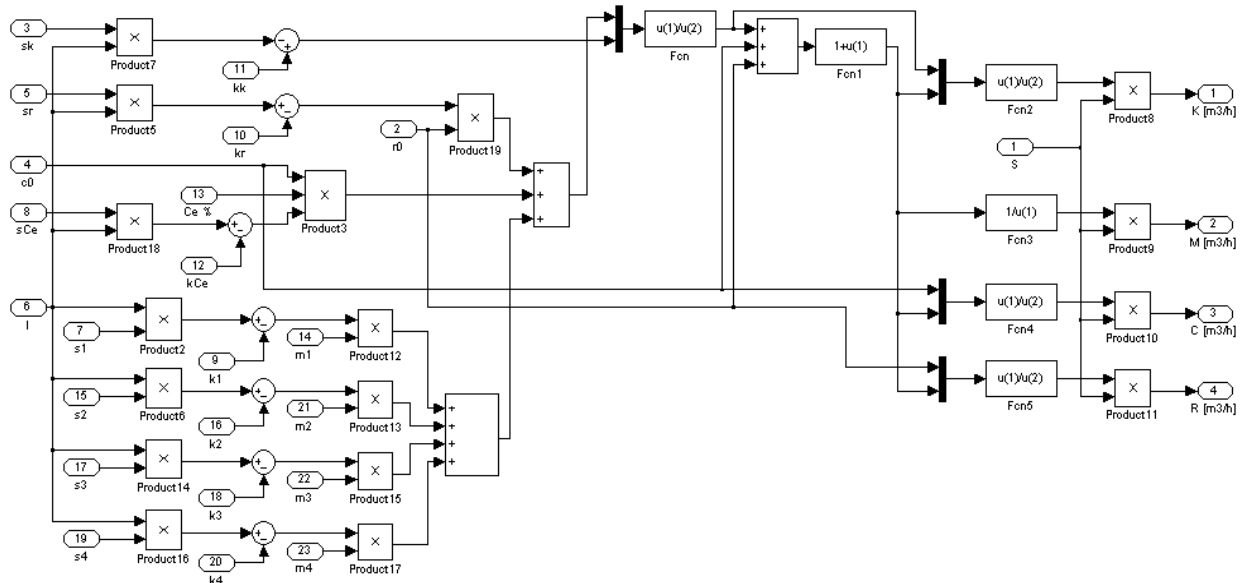 3
sk
×
Product7
-
+
11
kk
5
sr
×
Product5
+
-
10
kr
4
c0
13
Ce %
×
Product3
8
sCe
×
Product18
+
-
12
kCe
2
r0
×
Product19
+
+
+
u(1)/u(2)
Fcn
+
+
+
1+u(1)
Fcn1
u(1)/u(2)
Fcn2
×
Product8
1
K [m3/h]
1
S
1/u(1)
Fcn3
×
Product9
2
M [m3/h]
u(1)/u(2)
Fcn4
×
Product10
3
C [m3/h]
u(1)/u(2)
Fcn5
×
Product11
4
R [m3/h]
6
I
7
s1
×
Product2
+
-
9
k1
14
m1
×
Product12
15
s2
×
Product6
+
-
16
k2
21
m2
×
Product13
17
s3
×
Product14
+
-
18
k3
22
m3
×
Product15
19
s4
×
Product16
+
-
20
k4
23
m4
×
Product17
+
+
+
+